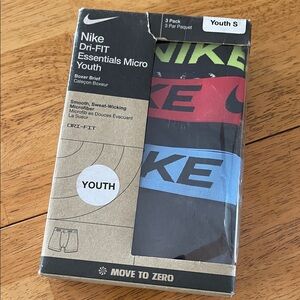 Nike
Dri-FIT
Essentials Micro
Youth
Boxer Brief
Caleçon Boxeur
Smooth, Sweat-Wicking
Microfiber
DRI-FIT
YOUTH
MOVE TO ZERO
3 Pack
3 Par Paquet
Youth S
NIKE
KE
KE